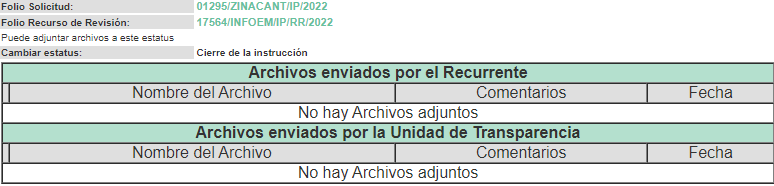 Folio Solicitud: 01295/ZINACANT/IP/2022
Folio Recurso de Revisión: 17564/INFOEM/IP/RR/2022
Puede adjuntar archivos a este estatus
Cambiar estatus: Cierre de la instrucción
Archivos enviados por el Recurrente
Nombre del Archivo Comentarios Fecha
No hay Archivos adjuntos
Archivos enviados por la Unidad de Transparencia
Nombre del Archivo Comentarios Fecha
No hay Archivos adjuntos